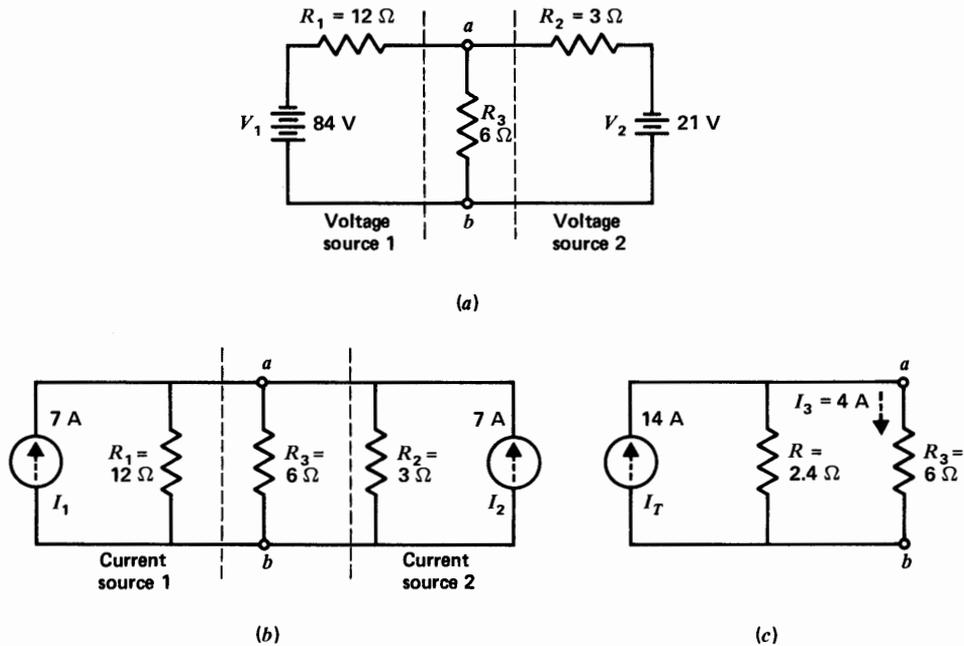 R₁ = 12 Ω
a
R₂ = 3 Ω
V₁
84 V
R₃
6 Ω
V₂
21 V
Voltage
source 1
b
Voltage
source 2
(a)
a
7 A
R₁ =
12 Ω
R₃ =
6 Ω
R₂ =
3 Ω
7 A
I₁
I₂
Current
source 1
b
Current
source 2
(b)
a
14 A
I₃ = 4 A
R =
2.4 Ω
R₃ =
6 Ω
I_T
b
(c)